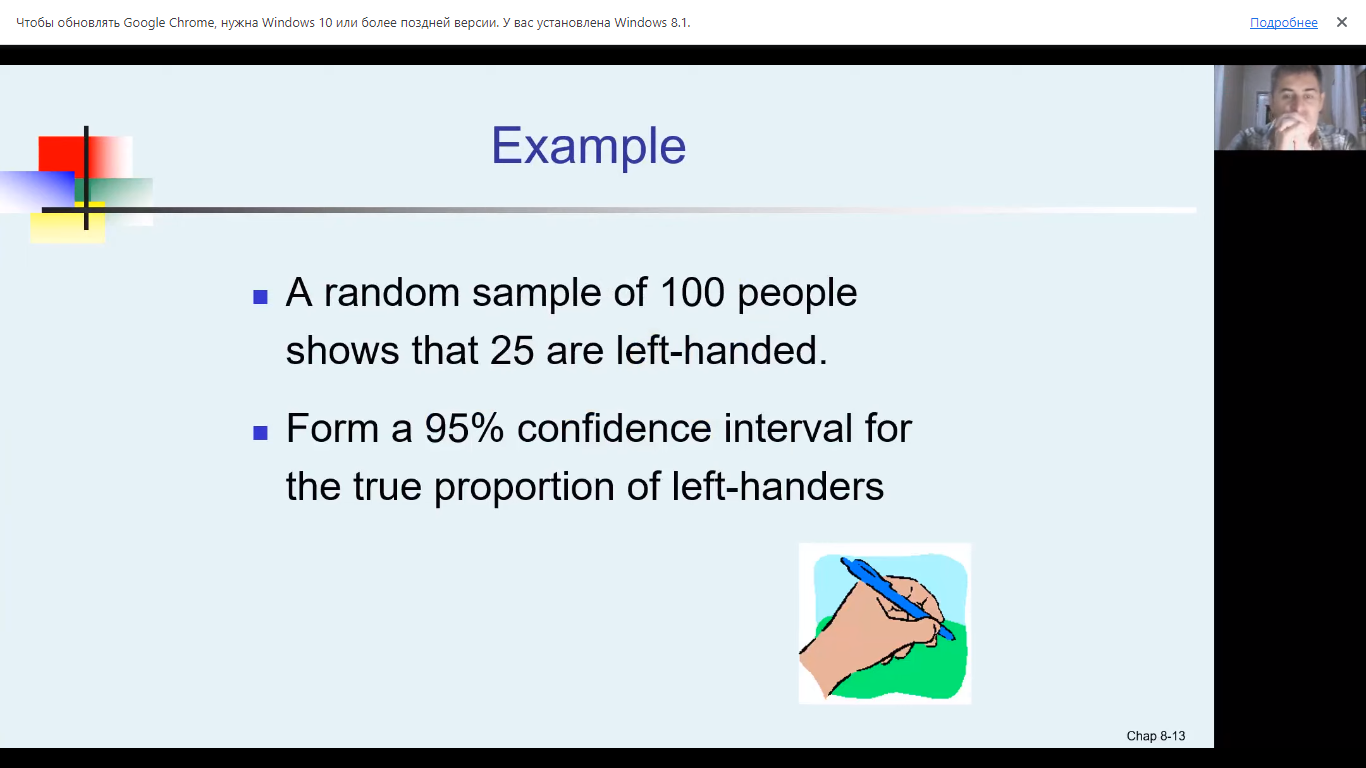 Чтобы обновлять Google Chrome, нужна Windows 10 или более поздней версии. У вас установлена Windows 8.1.
Подробнее
Example
A random sample of 100 people
shows that 25 are left-handed.
Form a 95% confidence interval for
the true proportion of left-handers
Chap 8-13